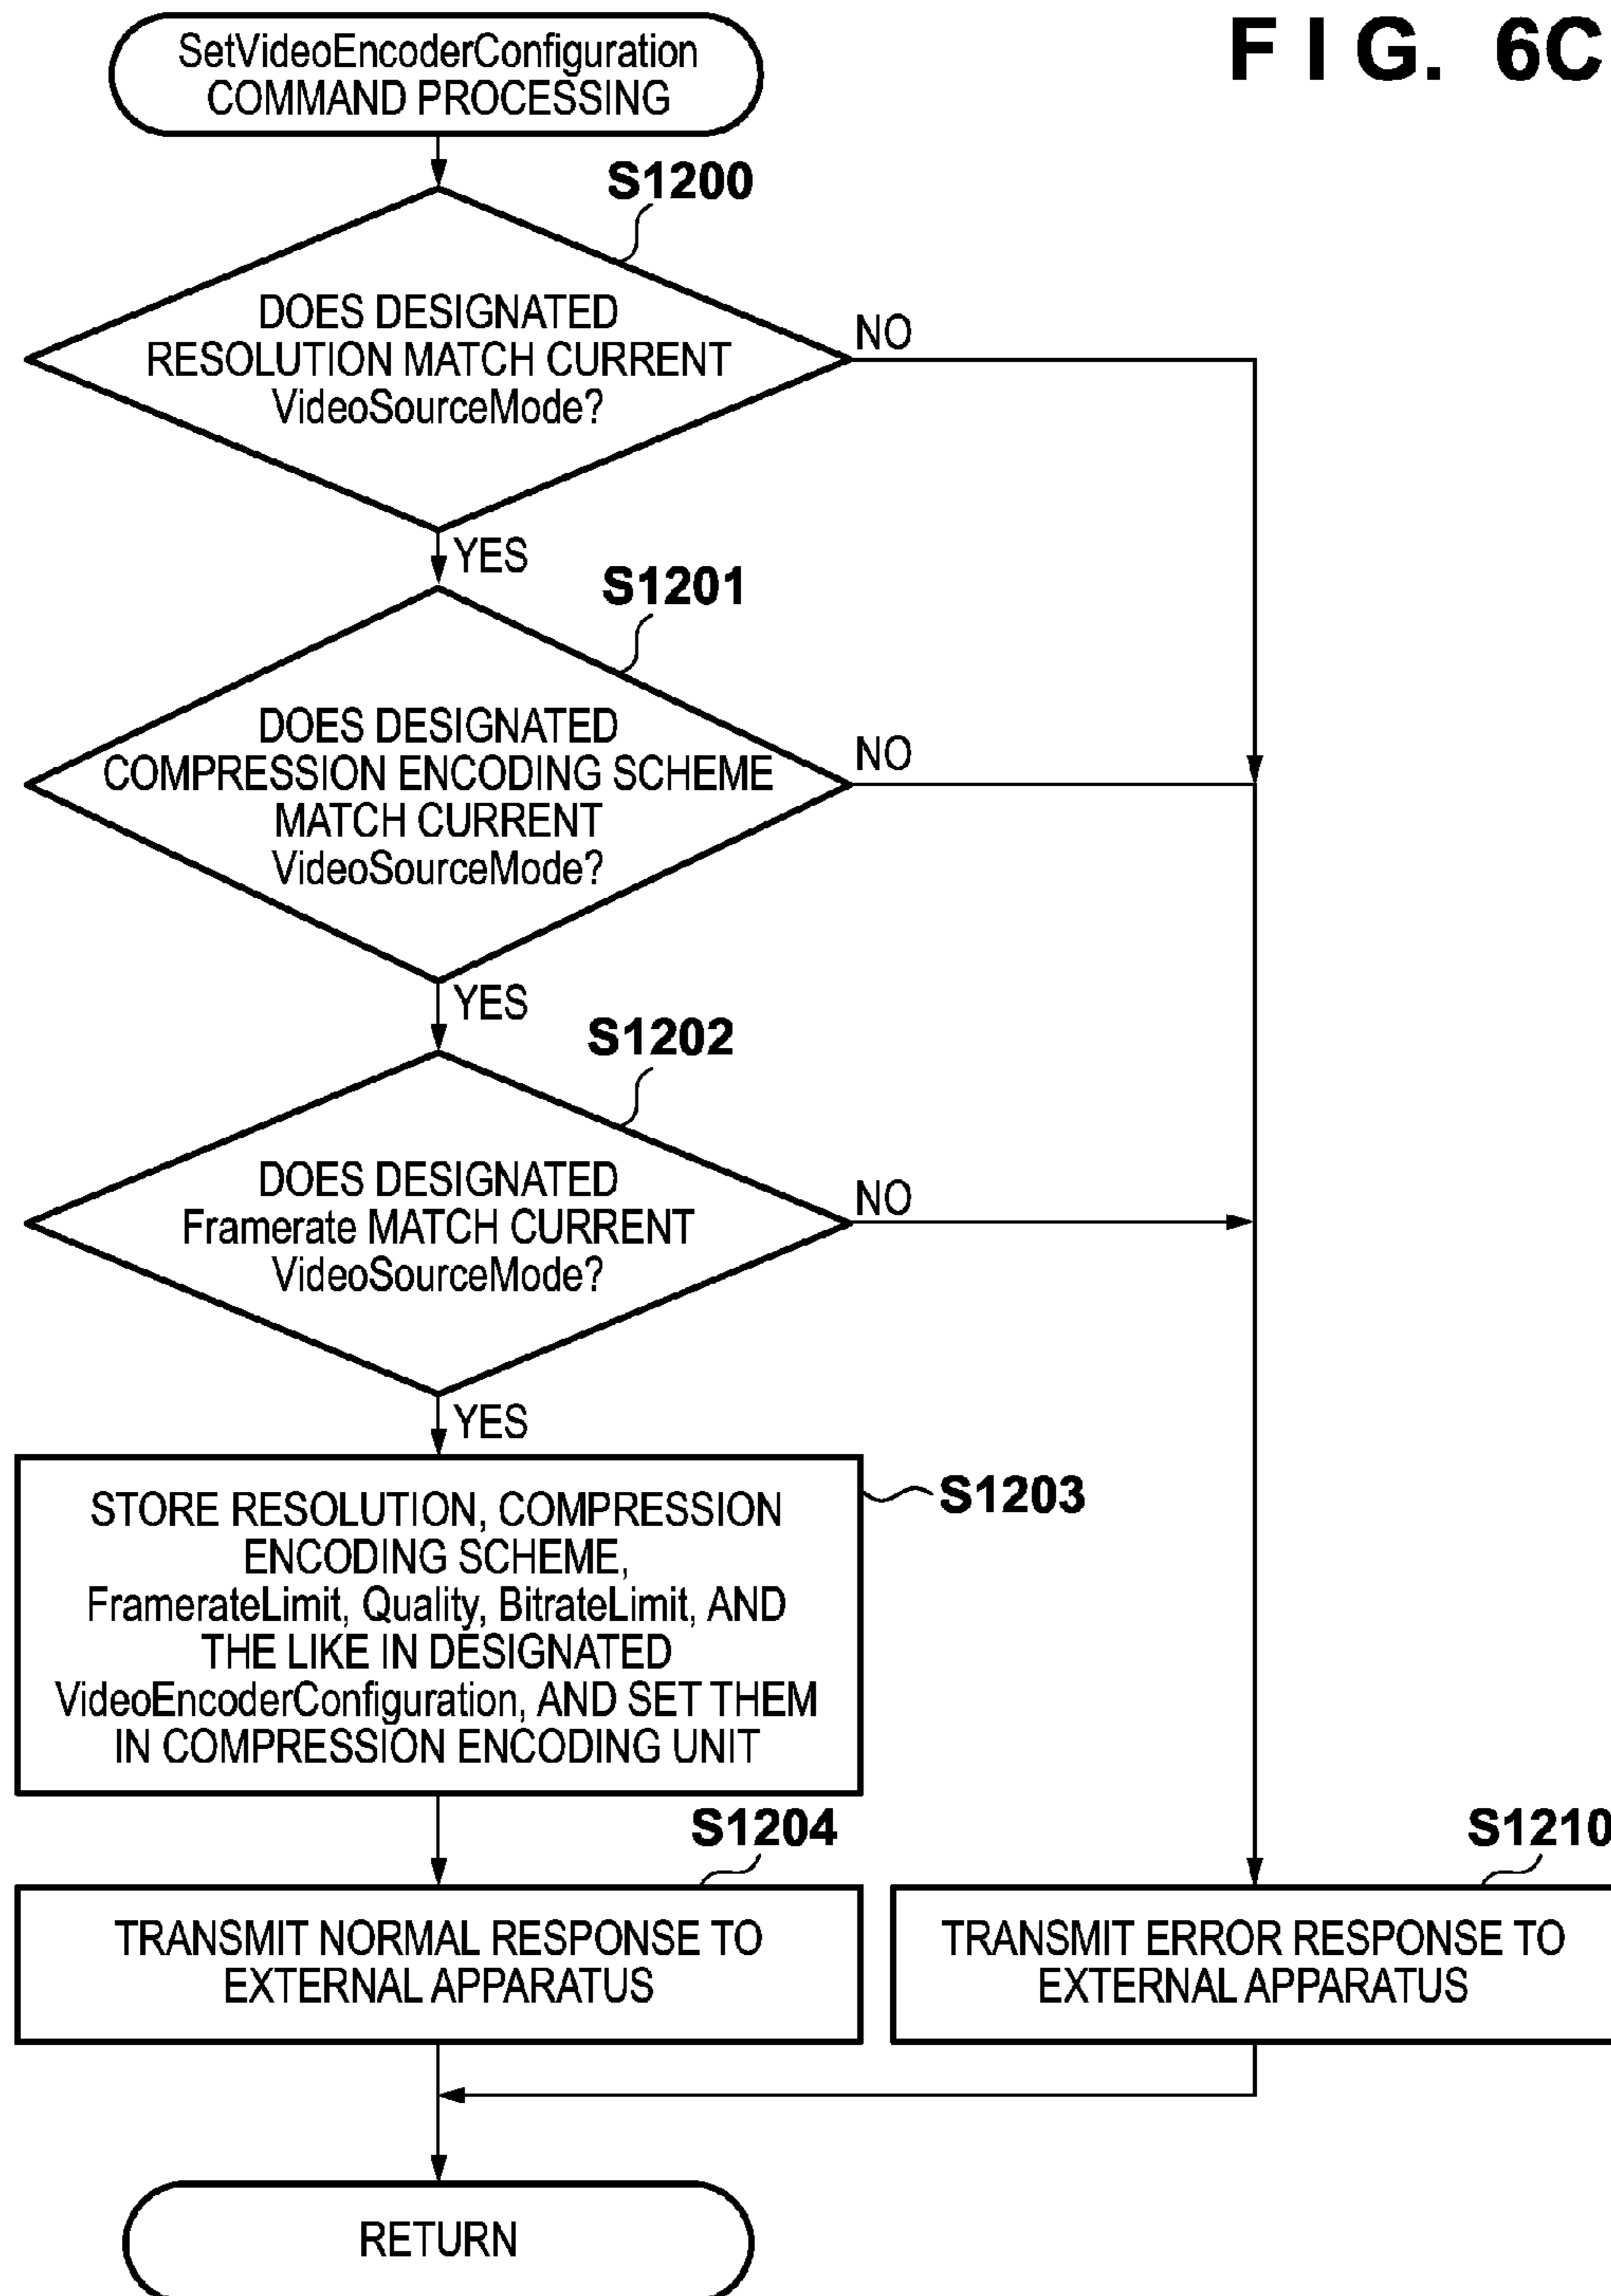 FIG. 6C
SetVideoEncoderConfiguration
COMMAND PROCESSING
S1200
DOES DESIGNATED
RESOLUTION MATCH CURRENT
VideoSourceMode?
NO
YES
S1201
DOES DESIGNATED
COMPRESSION ENCODING SCHEME
MATCH CURRENT
VideoSourceMode?
NO
YES
S1202
DOES DESIGNATED
Framerate MATCH CURRENT
VideoSourceMode?
NO
YES
S1203
STORE RESOLUTION, COMPRESSION
ENCODING SCHEME,
FramerateLimit, Quality, BitrateLimit, AND
THE LIKE IN DESIGNATED
VideoEncoderConfiguration, AND SET THEM
IN COMPRESSION ENCODING UNIT
S1204
TRANSMIT NORMAL RESPONSE TO
EXTERNAL APPARATUS
S1210
TRANSMIT ERROR RESPONSE TO
EXTERNAL APPARATUS
RETURN